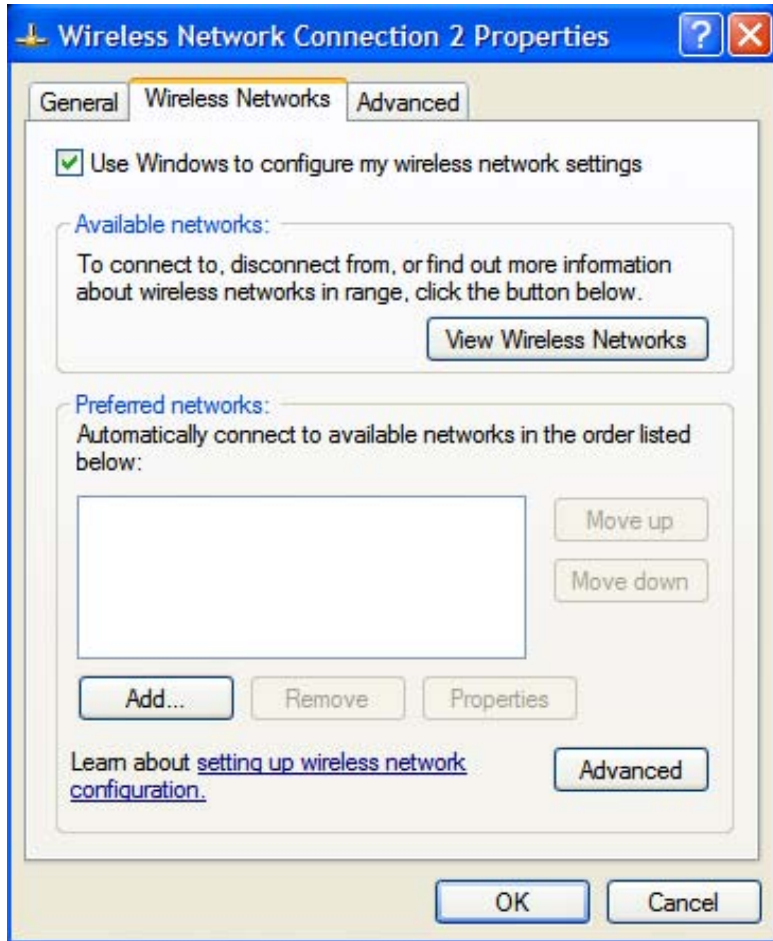 Wireless Network Connection 2 Properties
General Wireless Networks Advanced
Use Windows to configure my wireless network settings
Available networks:
To connect to, disconnect from, or find out more information
about wireless networks in range, click the button below.
View Wireless Networks
Preferred networks:
Automatically connect to available networks in the order listed
below:
Move up
Move down
Add... Remove Properties
Learn about setting up wireless network
configuration.
Advanced
OK Cancel